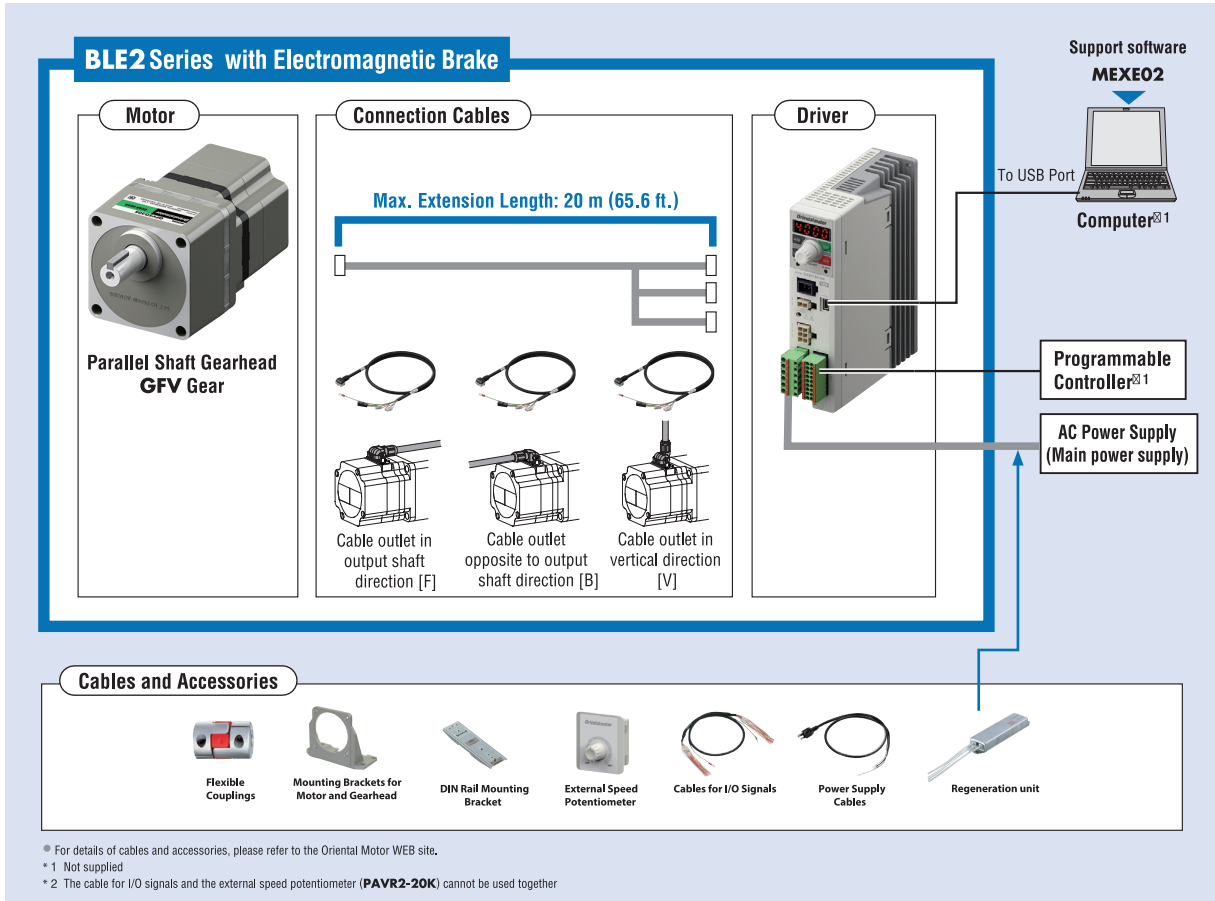 BLE2 Series with Electromagnetic Brake
Support software
MEXE02
Motor
Connection Cables
Driver
To USB Port
Computer※1
Max. Extension Length: 20 m (65.6 ft.)
Orientalmotor
4000
Parallel Shaft Gearhead
GFV Gear
Programmable
Controller※1
AC Power Supply
(Main power supply)
Cable outlet in
output shaft
direction [F]
Cable outlet
opposite to output
shaft direction [B]
Cable outlet in
vertical direction
[V]
Cables and Accessories
Orientalmotor
Flexible
Couplings
Mounting Brackets for
Motor and Gearhead
DIN Rail Mounting
Bracket
External Speed
Potentiometer
Cables for I/O Signals
Power Supply
Cables
Regeneration unit
● For details of cables and accessories, please refer to the Oriental Motor WEB site.
* 1 Not supplied
* 2 The cable for I/O signals and the external speed potentiometer (PAVR2-20K) cannot be used together